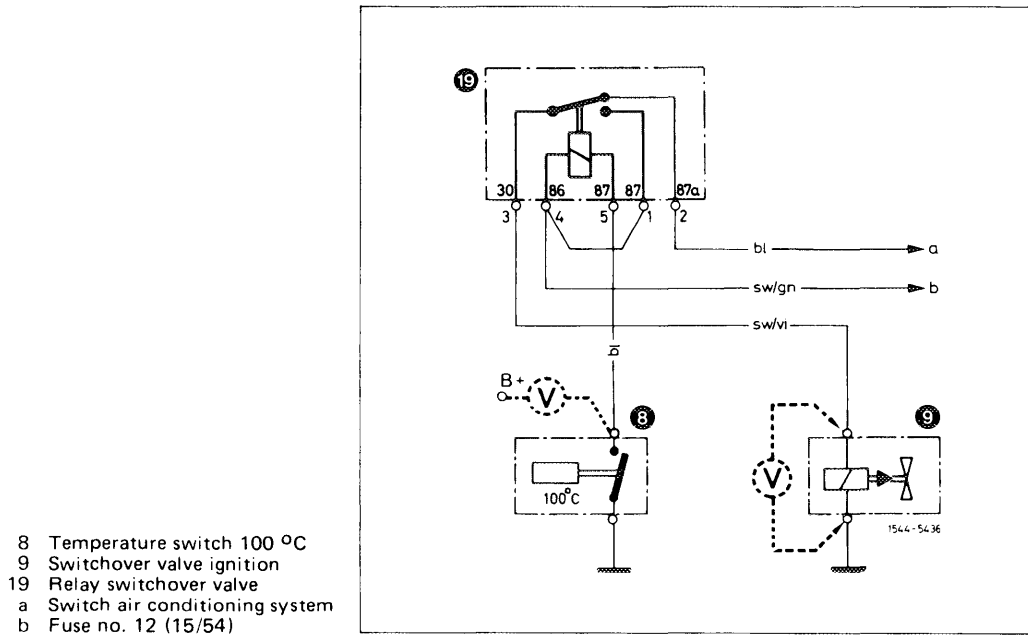 19
30 86 87 87 87a
3 4 5 1 2
bl a
sw/gn b
sw/vi
bl
B+
V
8
9
V
100°C
1544-5436
8 Temperature switch 100 °C
9 Switchover valve ignition
19 Relay switchover valve
a Switch air conditioning system
b Fuse no. 12 (15/54)